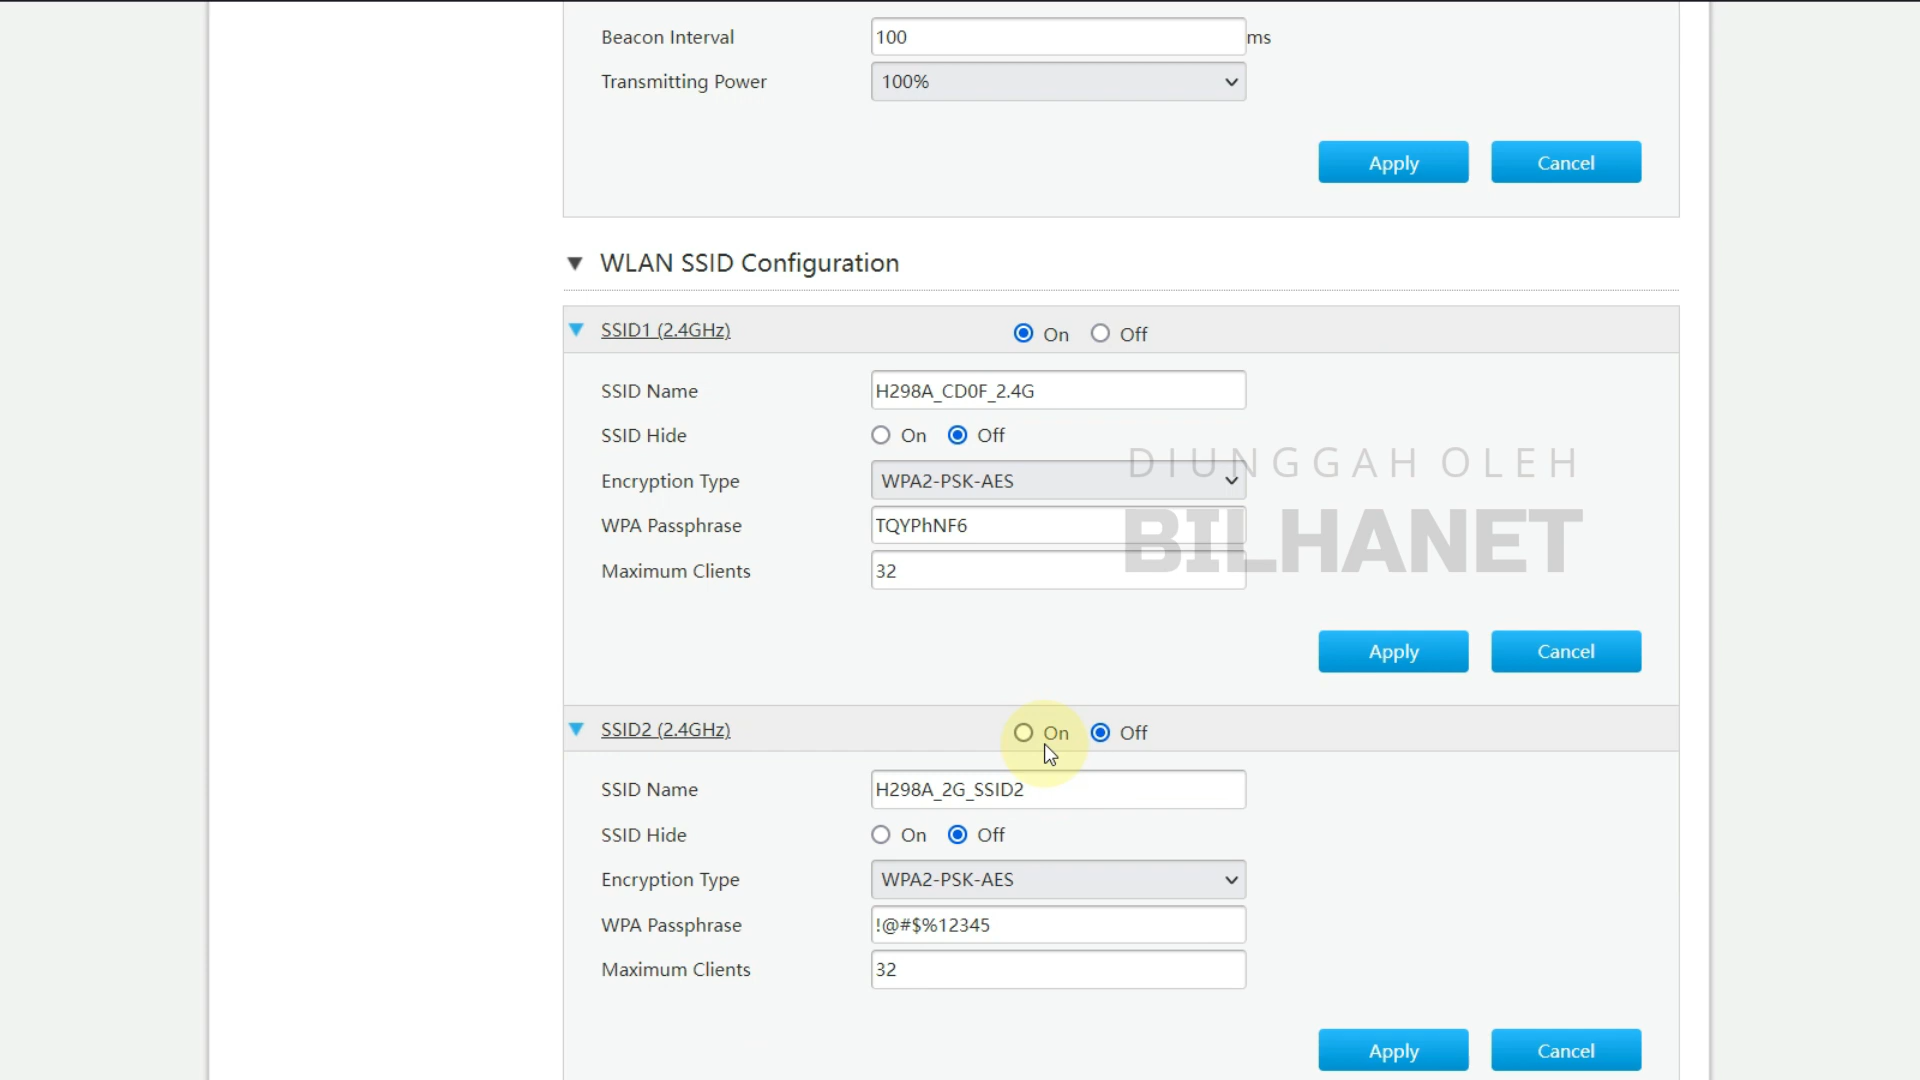 Beacon Interval 100 ms
Transmitting Power 100%
Apply Cancel
WLAN SSID Configuration
SSID1 (2.4GHz) On Off
SSID Name H298A_CD0F_2.4G
SSID Hide On Off
DIUNGGAH OLEH
Encryption Type WPA2-PSK-AES
WPA Passphrase TQYPhNF6
BILHANET
Maximum Clients 32
Apply Cancel
SSID2 (2.4GHz) On Off
SSID Name H298A_2G_SSID2
SSID Hide On Off
Encryption Type WPA2-PSK-AES
WPA Passphrase !@#$%12345
Maximum Clients 32
Apply Cancel